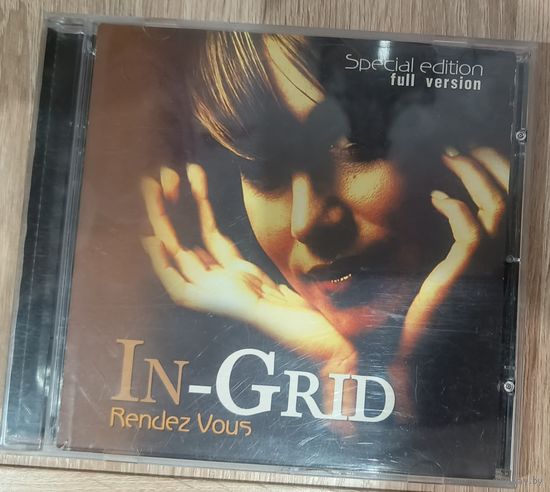 Special edition
full version
IN-GRID
Rendez Vous